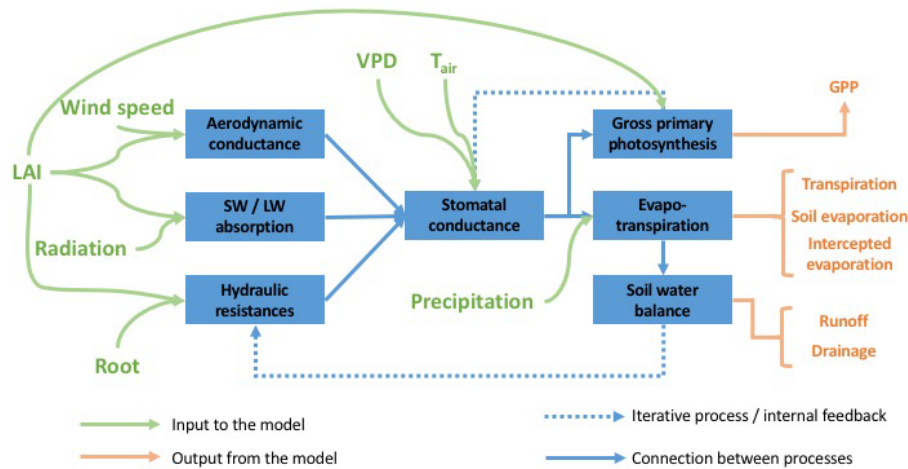 VPD
T_air
GPP
Wind speed
Aerodynamic
conductance
Gross primary
photosynthesis
LAI
SW / LW
absorption
Stomatal
conductance
Evapo-
transpiration
Transpiration
Soil evaporation
Intercepted
evaporation
Radiation
Hydraulic
resistances
Precipitation
Soil water
balance
Runoff
Drainage
Root
Input to the model
Iterative process / internal feedback
Output from the model
Connection between processes